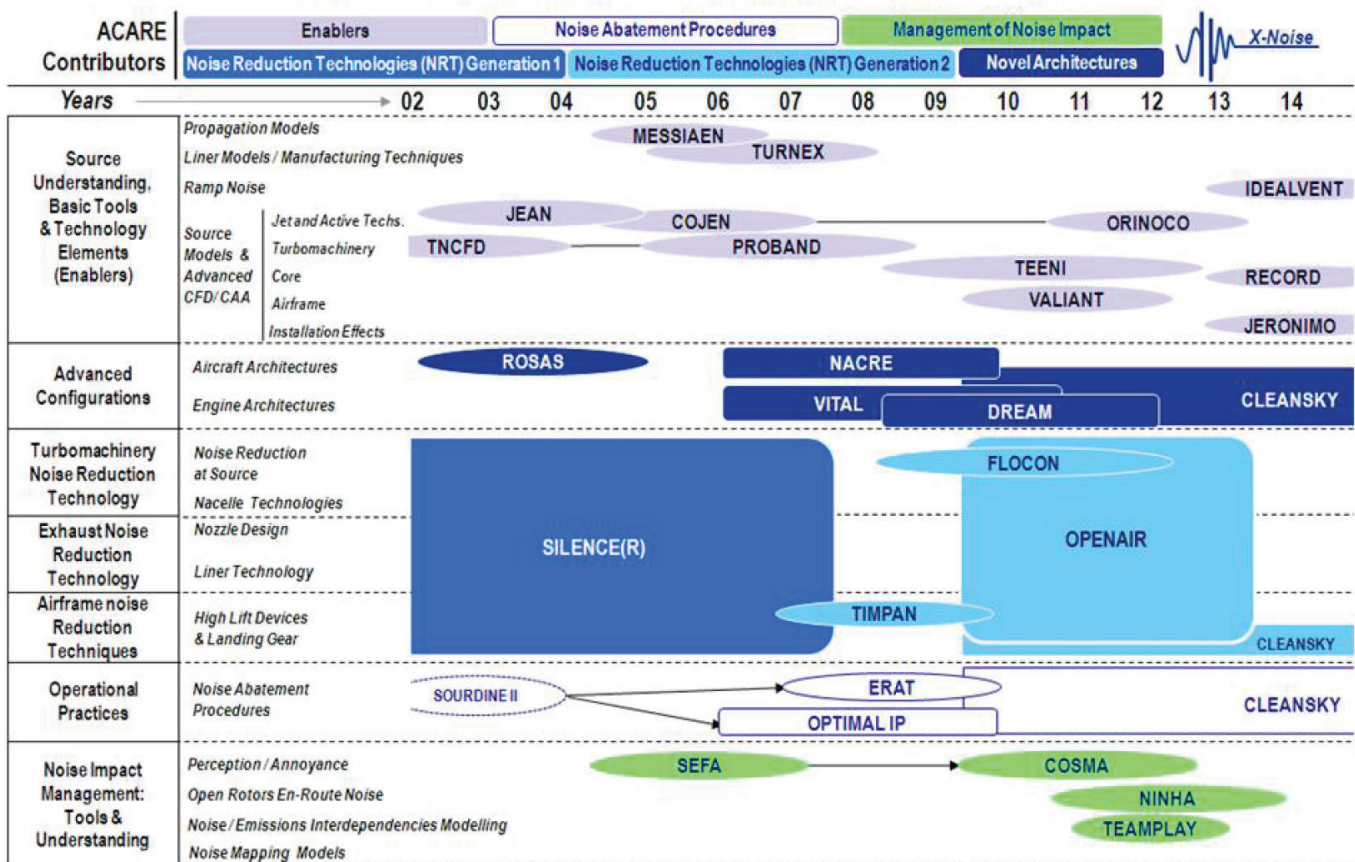 ACARE
Contributors
Enablers
Noise Abatement Procedures
Management of Noise Impact
Noise Reduction Technologies (NRT) Generation 1
Noise Reduction Technologies (NRT) Generation 2
Novel Architectures
X-Noise
Years 02 03 04 05 06 07 08 09 10 11 12 13 14
Source
Understanding,
Basic Tools
& Technology
Elements
(Enablers)
Propagation Models
Liner Models / Manufacturing Techniques
Ramp Noise
Source
Models &
Advanced
CFD/CAA
Jet and Active Techs.
Turbomachinery
Core
Airframe
Installation Effects
MESSIAEN
TURNEX
IDEALVENT
JEAN
COJEN
ORINOCO
TNCFD
PROBAND
TEENI
RECORD
VALIANT
JERONIMO
Advanced
Configurations
Aircraft Architectures
Engine Architectures
ROSAS
NACRE
VITAL
DREAM
CLEANSKY
Turbomachinery
Noise Reduction
Technology
Noise Reduction
at Source
Nacelle Technologies
FLOCON
Exhaust Noise
Reduction
Technology
Nozzle Design
Liner Technology
SILENCE(R)
OPENAIR
Airframe noise
Reduction
Techniques
High Lift Devices
& Landing Gear
TIMPAN
CLEANSKY
Operational
Practices
Noise Abatement
Procedures
SOURDINE II
ERAT
OPTIMAL IP
CLEANSKY
Noise Impact
Management:
Tools &
Understanding
Perception / Annoyance
Open Rotors En-Route Noise
Noise / Emissions Interdependencies Modelling
Noise Mapping Models
SEFA
COSMA
NINHA
TEAMPLAY